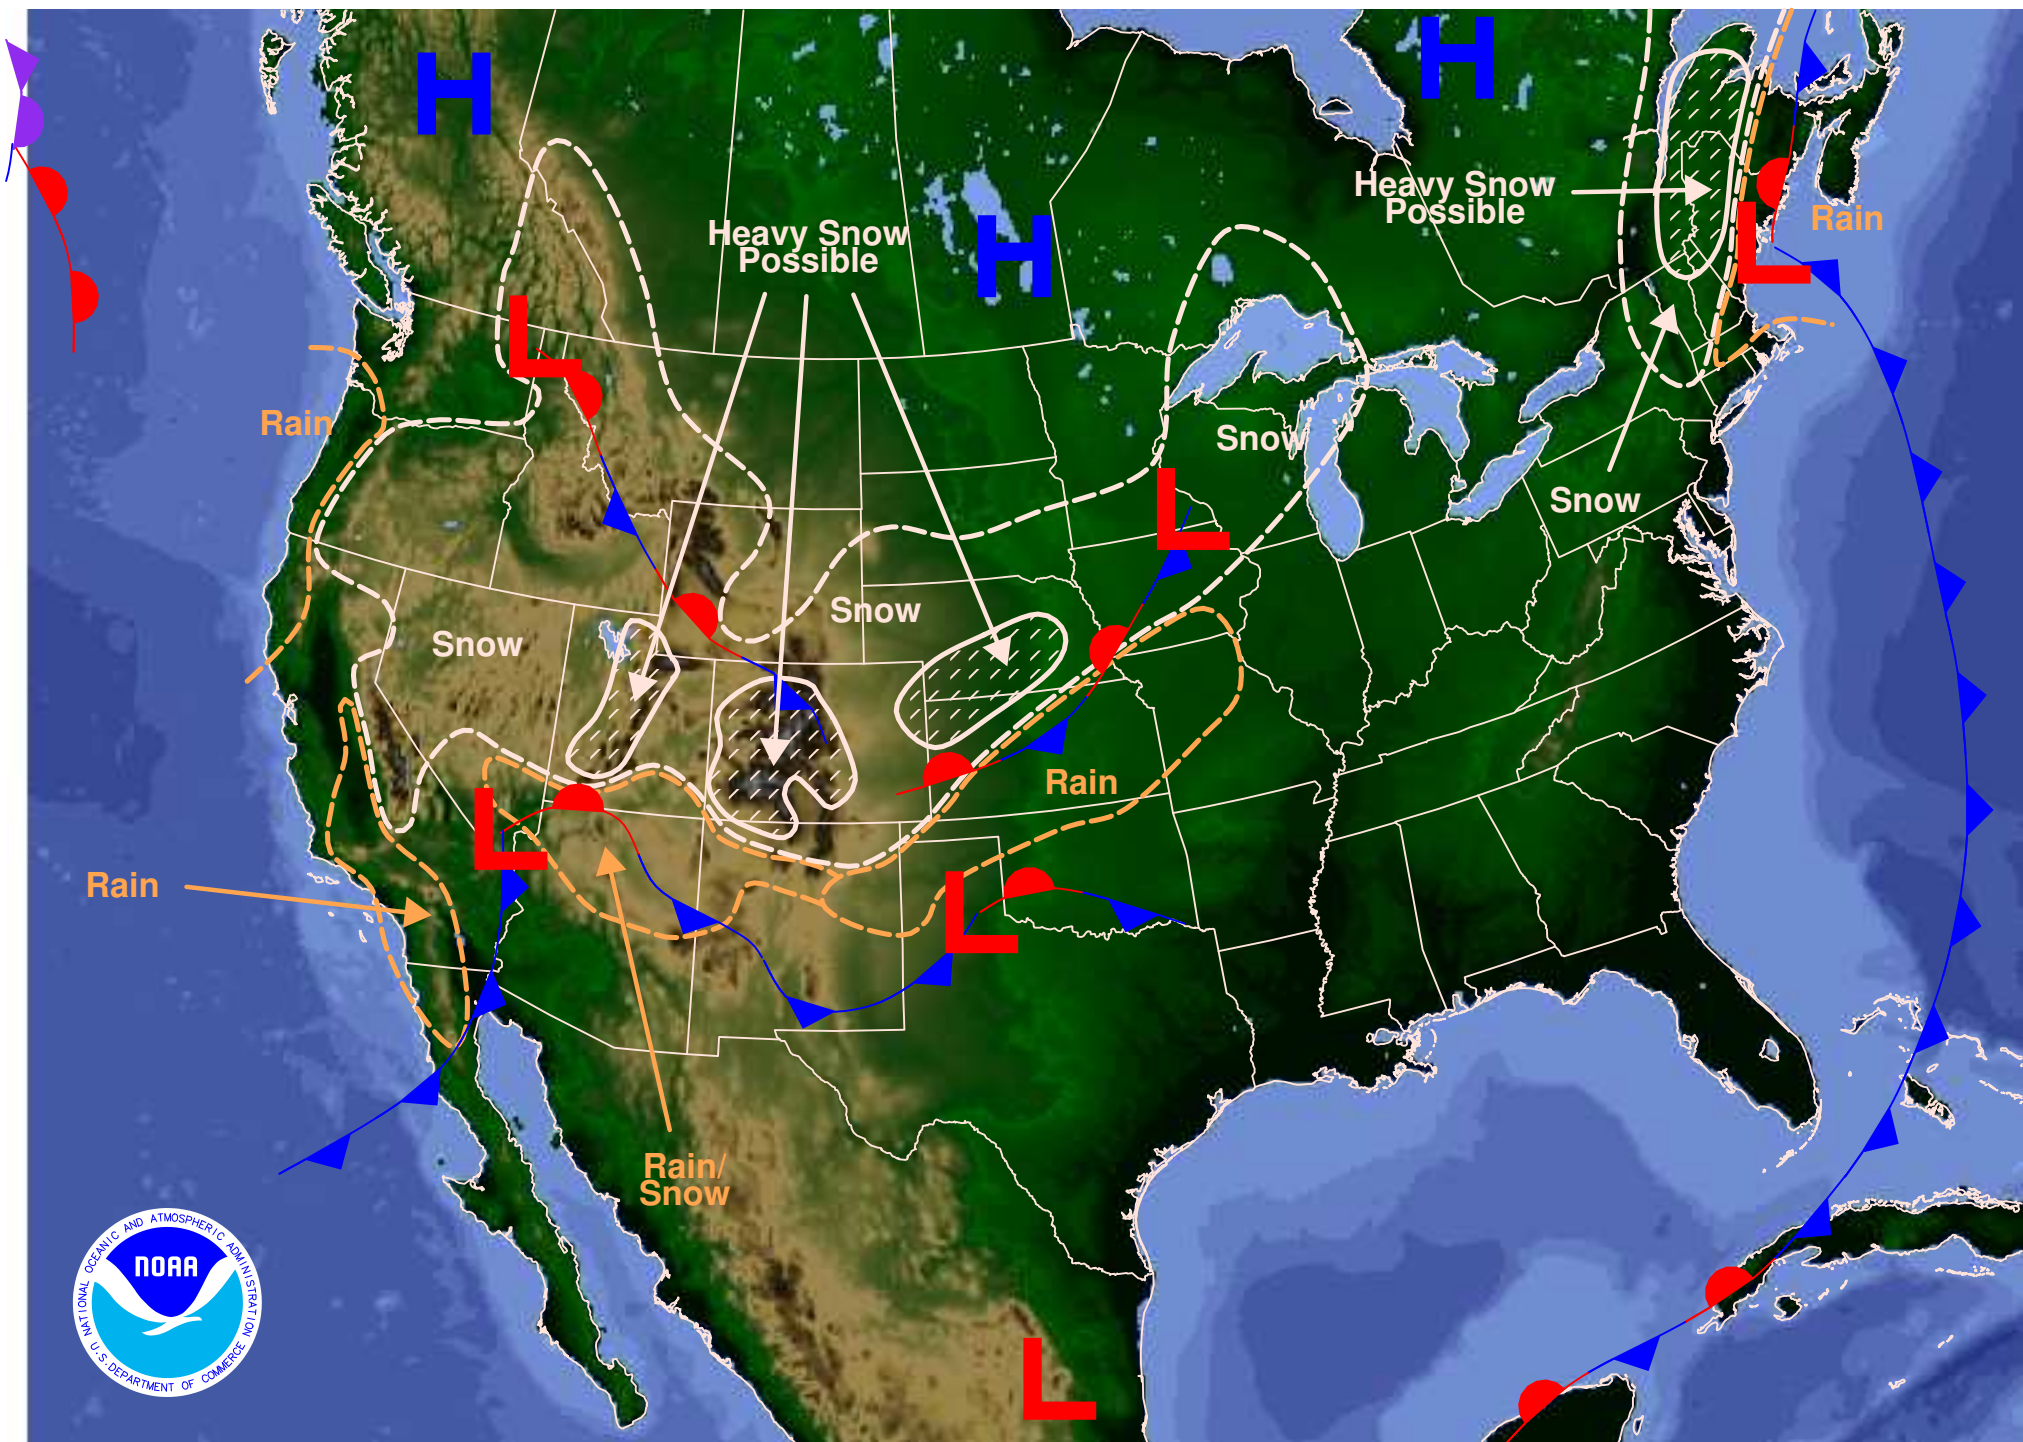 H
H
Heavy Snow
Possible
Rain
Heavy Snow
Possible
H
L
L
Rain
Snow
L
Snow
Snow
Snow
Rain
L
Rain
L
Rain/
Snow
L
NATIONAL OCEANIC AND ATMOSPHERIC ADMINISTRATION
NOAA
U.S. DEPARTMENT OF COMMERCE
L